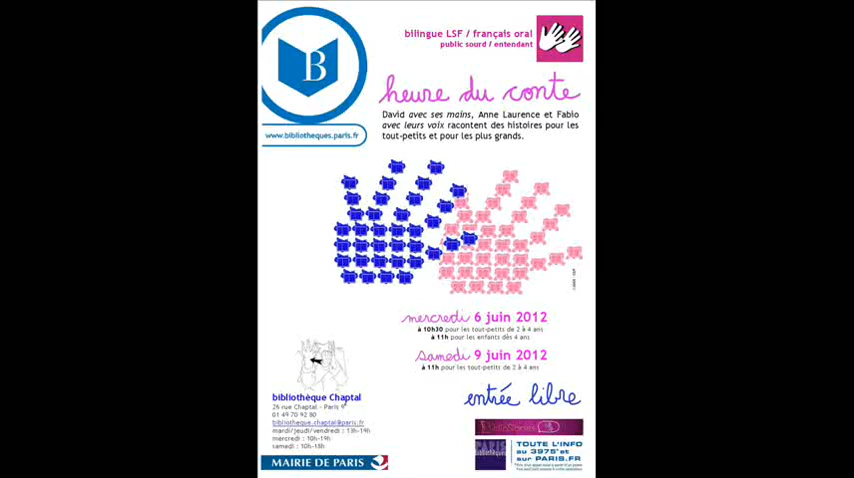 bilingue LSF / français oral
public sourd / entendant
B
www.bibliotheques.paris.fr
heure du conte
David avec ses mains, Anne Laurence et Fabio
avec leurs voix racontent des histoires pour les
tout-petits et pour les plus grands.
mercredi 6 juin 2012
à 10h30 pour les tout-petits de 2 à 4 ans
à 11h pour les enfants dès 4 ans
samedi 9 juin 2012
à 11h pour les tout-petits de 2 à 4 ans
entrée libre
bibliothèque Chaptal
26 rue Chaptal - Paris 9e
01 49 70 92 80
bibliotheque.chaptal@paris.fr
mardi/jeudi/vendredi : 13h-19h
mercredi : 10h-19h
samedi : 10h-18h
MAIRIE DE PARIS
PARIS
bibliothèques
TOUTE L'INFO
au 3975* et
sur PARIS.FR